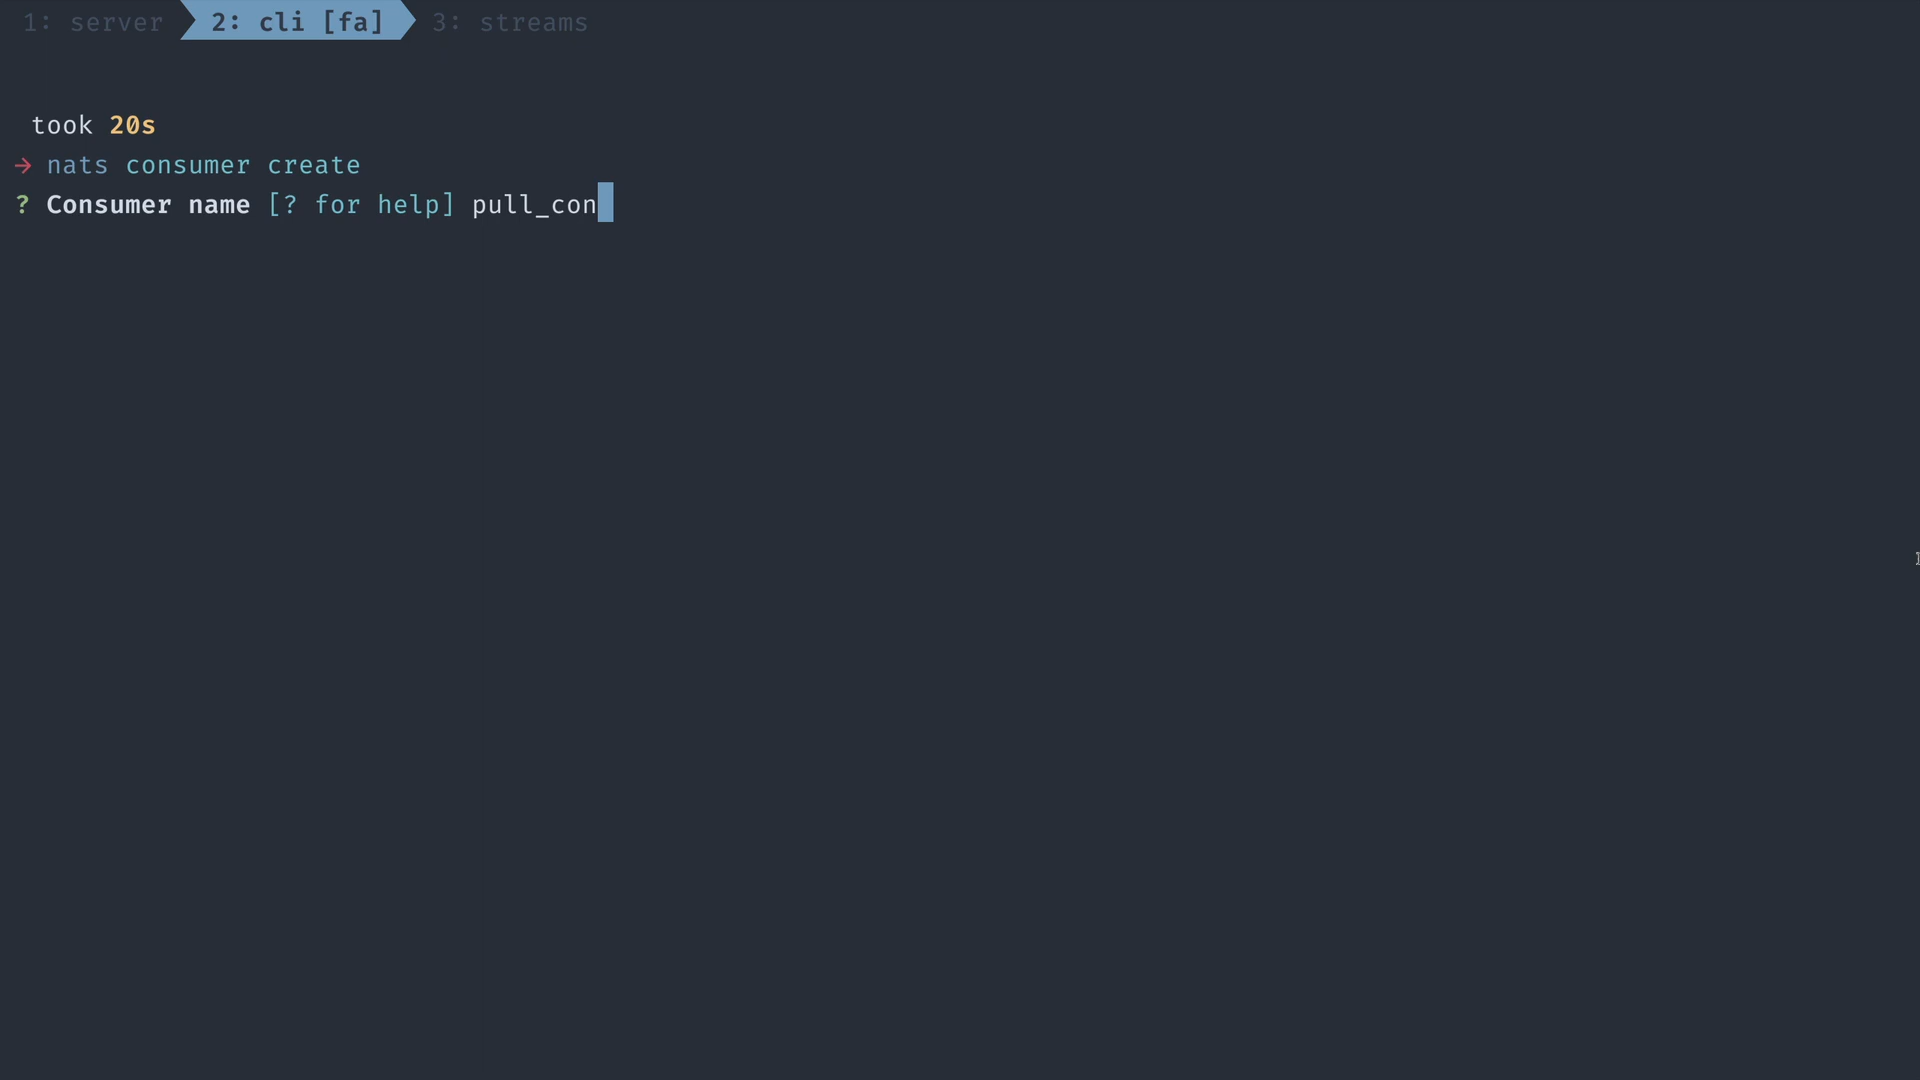 1: server 2: cli [fa] 3: streams
took 20s
→ nats consumer create
? Consumer name [? for help] pull_con